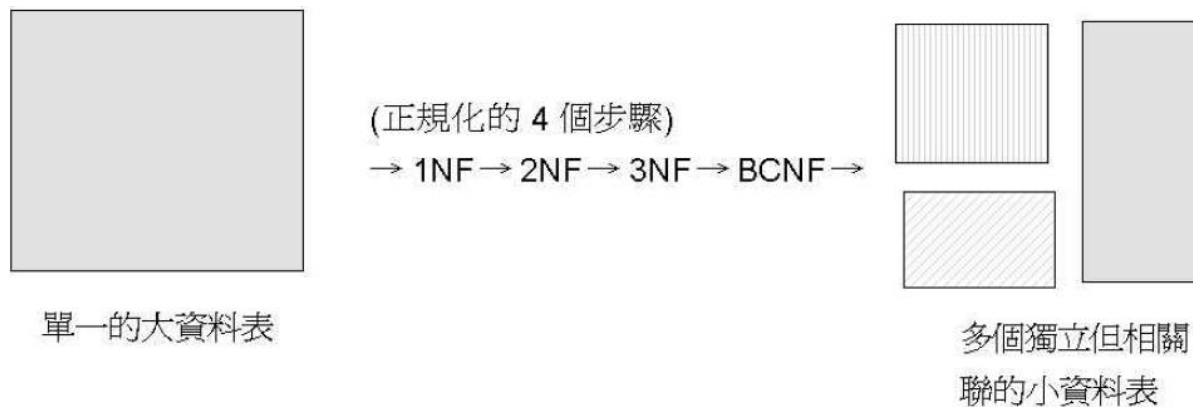 (正規化的 4 個步驟)
→ 1NF → 2NF → 3NF → BCNF →
單一的大資料表
多個獨立但相關
聯的小資料表